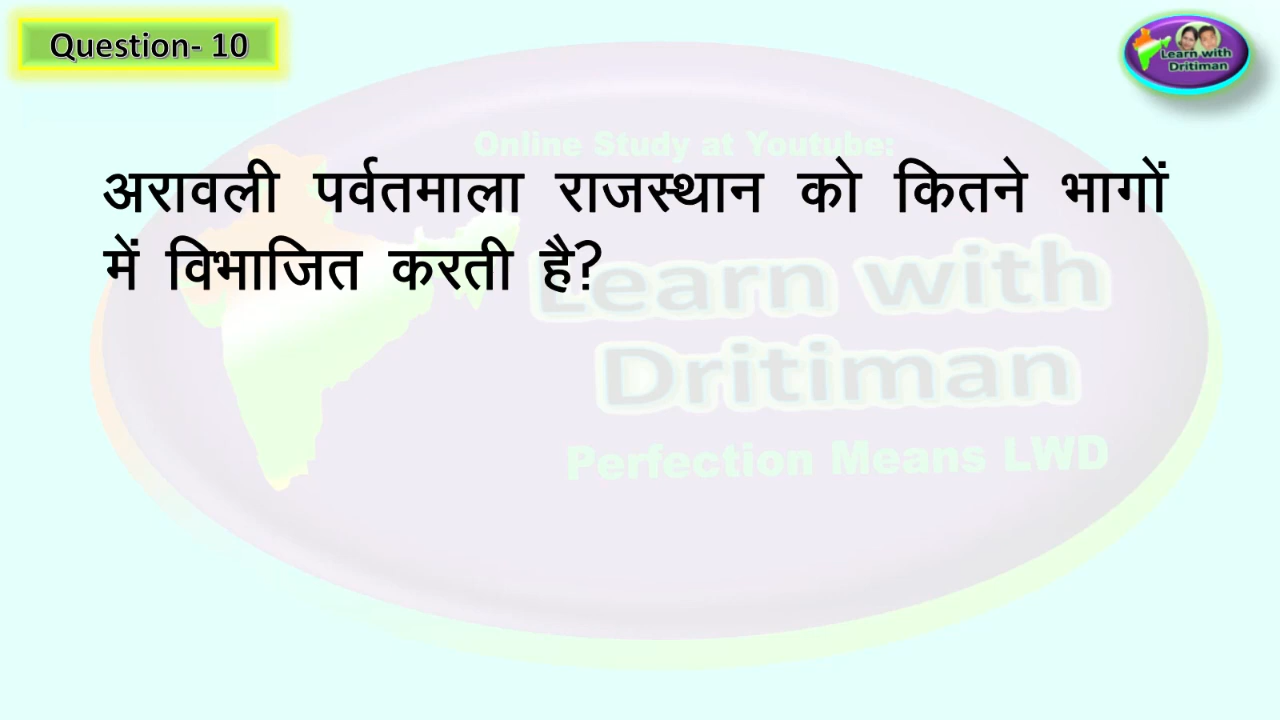 Question- 10
Learn with
Dritiman
Online Study at Youtube:
अरावली पर्वतमाला राजस्थान को कितने भागों
में विभाजित करती है?
Learn with
Dritiman
Perfection Means LWD